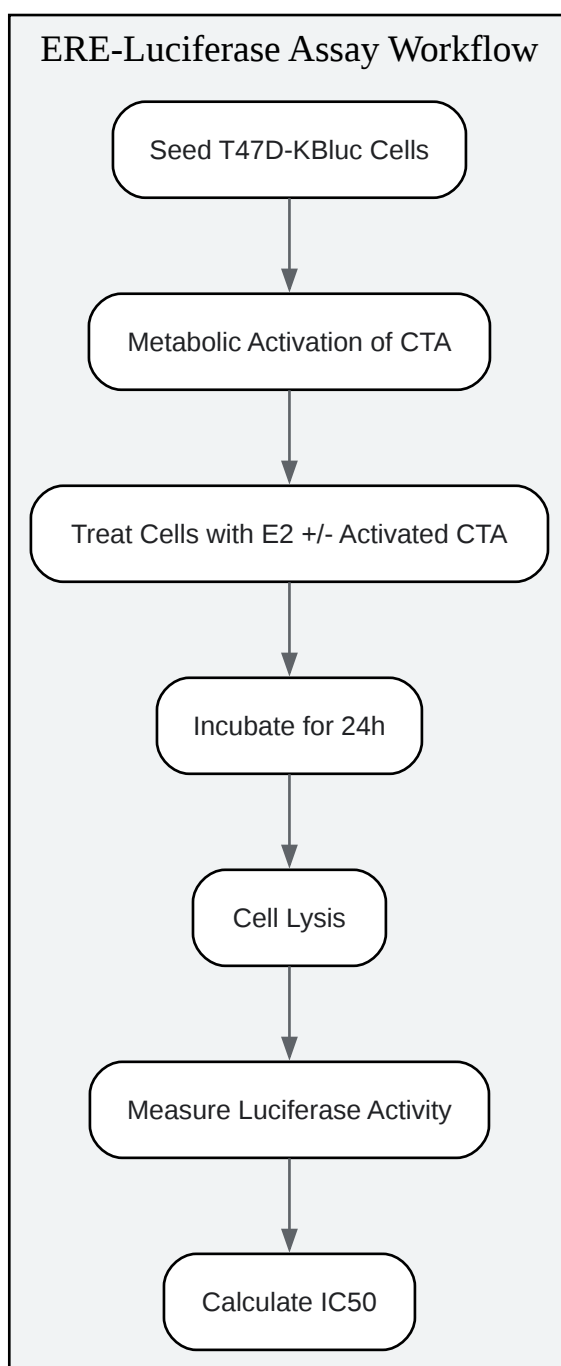 ERE-Luciferase Assay Workflow
Seed T47D-KBluc Cells
Metabolic Activation of CTA
Treat Cells with E2 +/- Activated CTA
Incubate for 24h
Cell Lysis
Measure Luciferase Activity
Calculate IC50